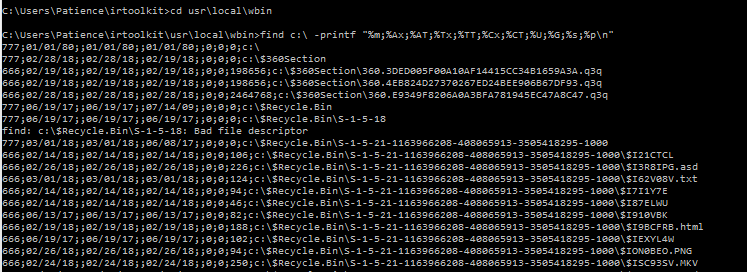 C:\Users\Patience\irtoolkit>cd usr\local\wbin
C:\Users\Patience\irtoolkit\usr\local\wbin>find c:\ -printf "%m;%Ax;%AT;%Tx;%TT;%Cx;%CT;%U;%G;%s;%p\n"
777;01/01/80;;01/01/80;;01/01/80;;0;0;0;c:\
777;02/28/18;;02/28/18;;02/19/18;;0;0;0;c:\$360Section
666;02/19/18;;02/19/18;;02/19/18;;0;0;198656;c:\$360Section\360.3DED005F00A10AF14415CC34B1659A3A.q3q
666;02/19/18;;02/19/18;;02/19/18;;0;0;198656;c:\$360Section\360.4EB824D27370267ED24BEE906B67DF93.q3q
666;02/19/18;;02/19/18;;02/19/18;;0;0;2464768;c:\$360Section\360.E9349F8206A0A3BFA781945EC47A8C47.q3q
777;06/19/17;;06/19/17;;07/14/09;;0;0;0;c:\$Recycle.Bin
777;06/19/17;;06/19/17;;06/19/17;;0;0;0;c:\$Recycle.Bin\S-1-5-18
find: c:\$Recycle.Bin\S-1-5-18: Bad file descriptor
777;03/01/18;;03/01/18;;06/08/17;;0;0;0;c:\$Recycle.Bin\S-1-5-21-1163966208-408065913-3505418295-1000
666;02/14/18;;02/14/18;;02/14/18;;0;0;106;c:\$Recycle.Bin\S-1-5-21-1163966208-408065913-3505418295-1000\$I21CTCL
666;02/26/18;;02/26/18;;02/26/18;;0;0;226;c:\$Recycle.Bin\S-1-5-21-1163966208-408065913-3505418295-1000\$I3R8IPG.asd
666;03/01/18;;03/01/18;;03/01/18;;0;0;124;c:\$Recycle.Bin\S-1-5-21-1163966208-408065913-3505418295-1000\$I62V08V.txt
666;02/14/18;;02/14/18;;02/14/18;;0;0;94;c:\$Recycle.Bin\S-1-5-21-1163966208-408065913-3505418295-1000\$I7I1Y7E
666;02/14/18;;02/14/18;;02/14/18;;0;0;46;c:\$Recycle.Bin\S-1-5-21-1163966208-408065913-3505418295-1000\$I87ELWU
666;06/13/17;;06/13/17;;06/13/17;;0;0;82;c:\$Recycle.Bin\S-1-5-21-1163966208-408065913-3505418295-1000\$I910VBK
666;02/19/18;;02/19/18;;02/19/18;;0;0;188;c:\$Recycle.Bin\S-1-5-21-1163966208-408065913-3505418295-1000\$I9BCFRB.html
666;06/19/17;;06/19/17;;06/19/17;;0;0;102;c:\$Recycle.Bin\S-1-5-21-1163966208-408065913-3505418295-1000\$IEXYL4W
666;02/26/18;;02/26/18;;02/26/18;;0;0;94;c:\$Recycle.Bin\S-1-5-21-1163966208-408065913-3505418295-1000\$ION0BEO.PNG
666;02/24/18;;02/24/18;;02/24/18;;0;0;250;c:\$Recycle.Bin\S-1-5-21-1163966208-408065913-3505418295-1000\$ISC93SV.MKV